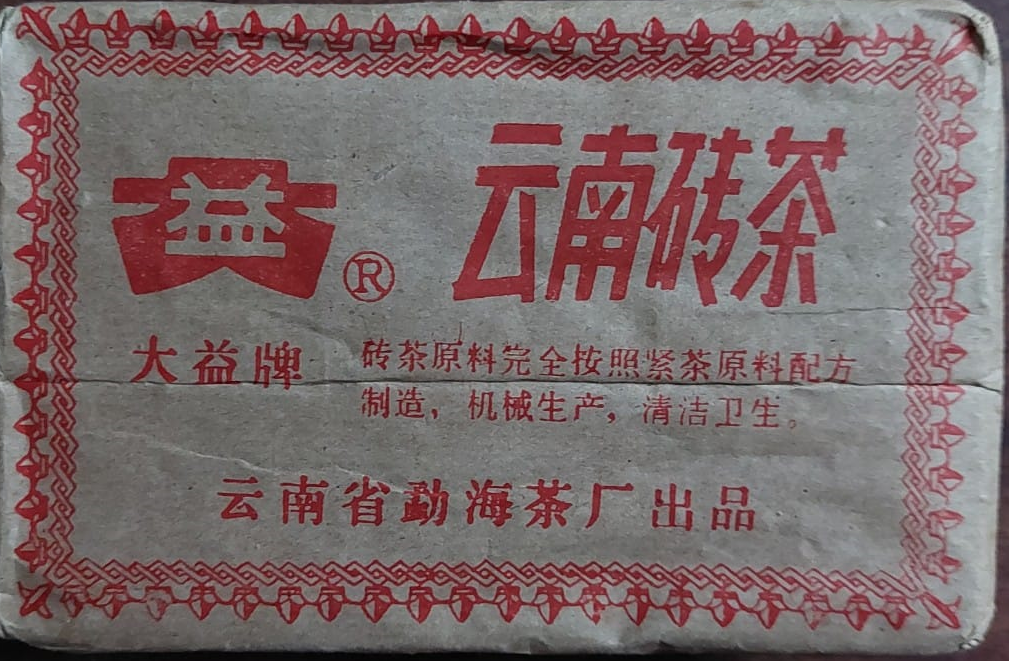 云南砖茶
益
®
大益牌
砖茶原料完全按照紧茶原料配方
制造，机械生产，清洁卫生。
云南省勐海茶厂出品